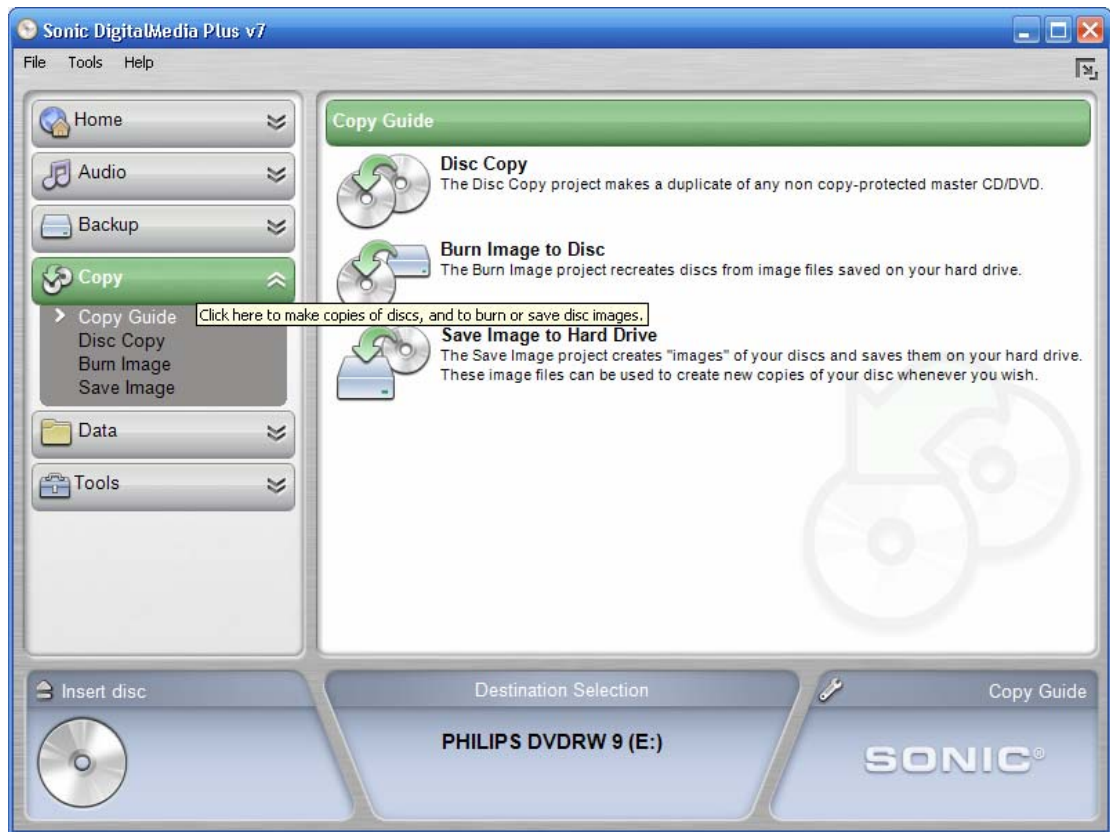 Sonic DigitalMedia Plus v7
File Tools Help
Home
Audio
Backup
Copy
Copy Guide
Disc Copy
Burn Image
Save Image
Data
Tools
Click here to make copies of discs, and to burn or save disc images.
Copy Guide
Disc Copy
The Disc Copy project makes a duplicate of any non copy-protected master CD/DVD.
Burn Image to Disc
The Burn Image project recreates discs from image files saved on your hard drive.
Save Image to Hard Drive
The Save Image project creates "images" of your discs and saves them on your hard drive.
These image files can be used to create new copies of your disc whenever you wish.
Insert disc
Destination Selection
PHILIPS DVDRW 9 (E:)
Copy Guide
SONIC®